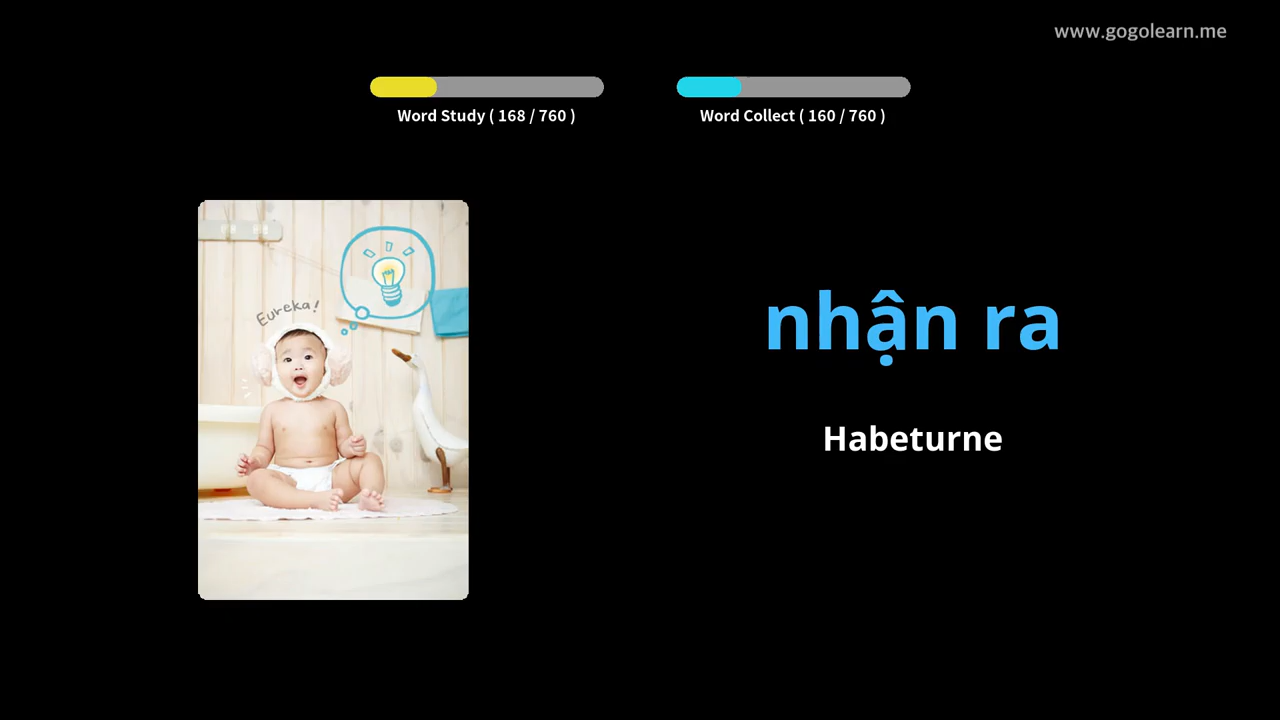 www.gogolearn.me
Word Study ( 168 / 760 )
Word Collect ( 160 / 760 )
Eureka!
nhận ra
Habeturne